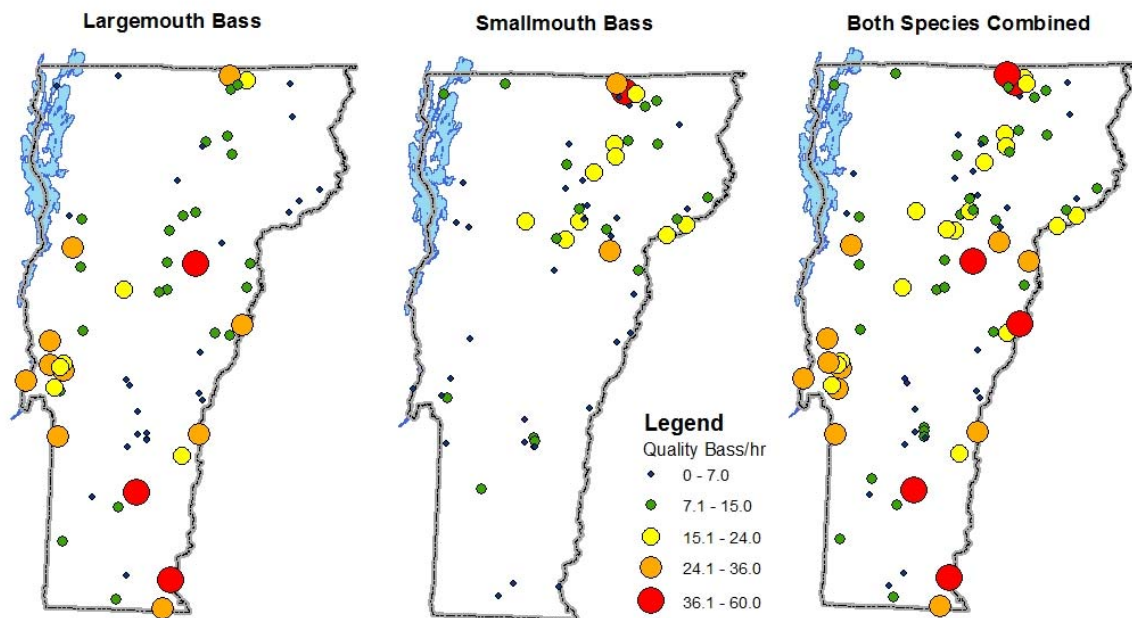 Largemouth Bass
Smallmouth Bass
Both Species Combined
Legend
Quality Bass/hr
0 - 7.0
7.1 - 15.0
15.1 - 24.0
24.1 - 36.0
36.1 - 60.0